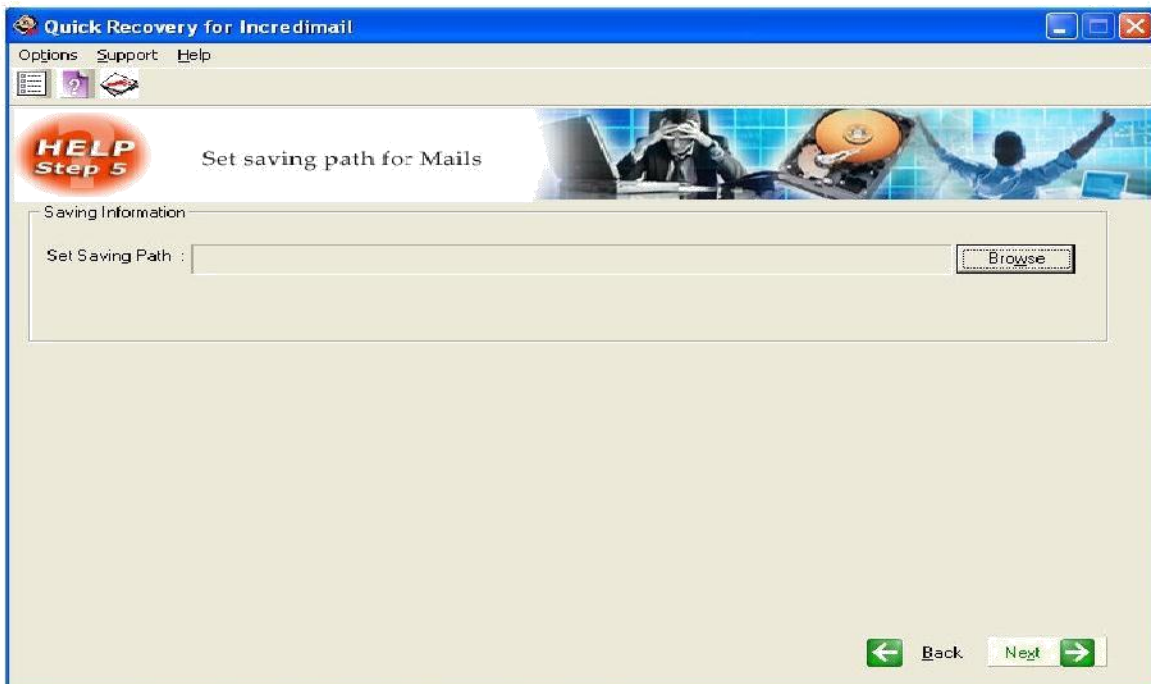 Quick Recovery for Incredimail
Options Support Help
?
HELP
Step 5
Set saving path for Mails
Saving Information
Set Saving Path :
Browse
Back
Next